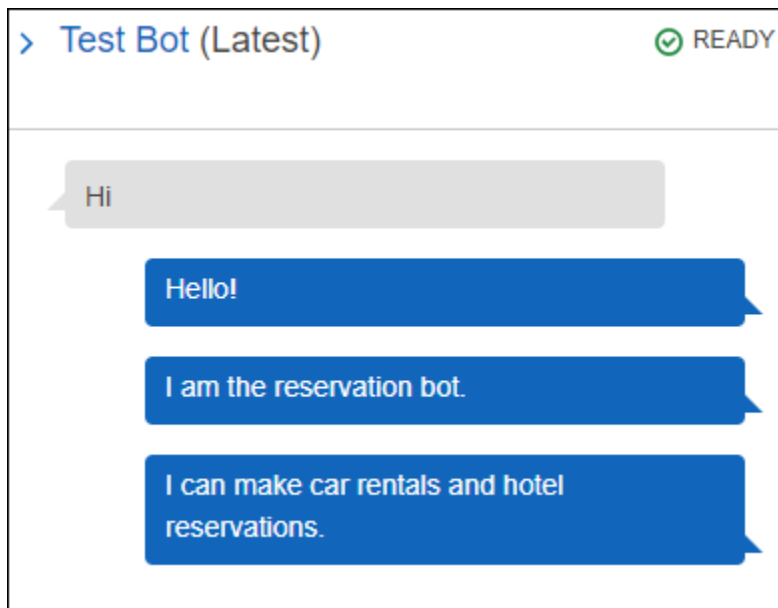 Test Bot (Latest)
READY
Hi
Hello!
I am the reservation bot.
I can make car rentals and hotel
reservations.